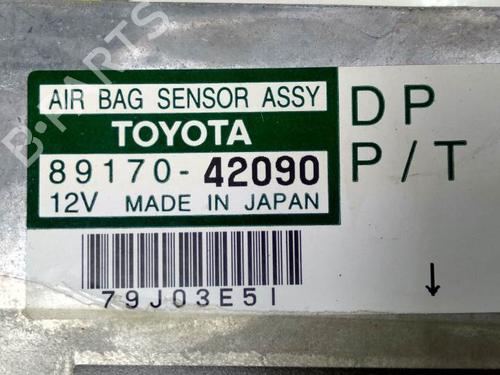 B-PARTS
AIR BAG SENSOR ASSY
TOYOTA
89170-42090
12V MADE IN JAPAN
79J03E5I
DP
P/T
↓